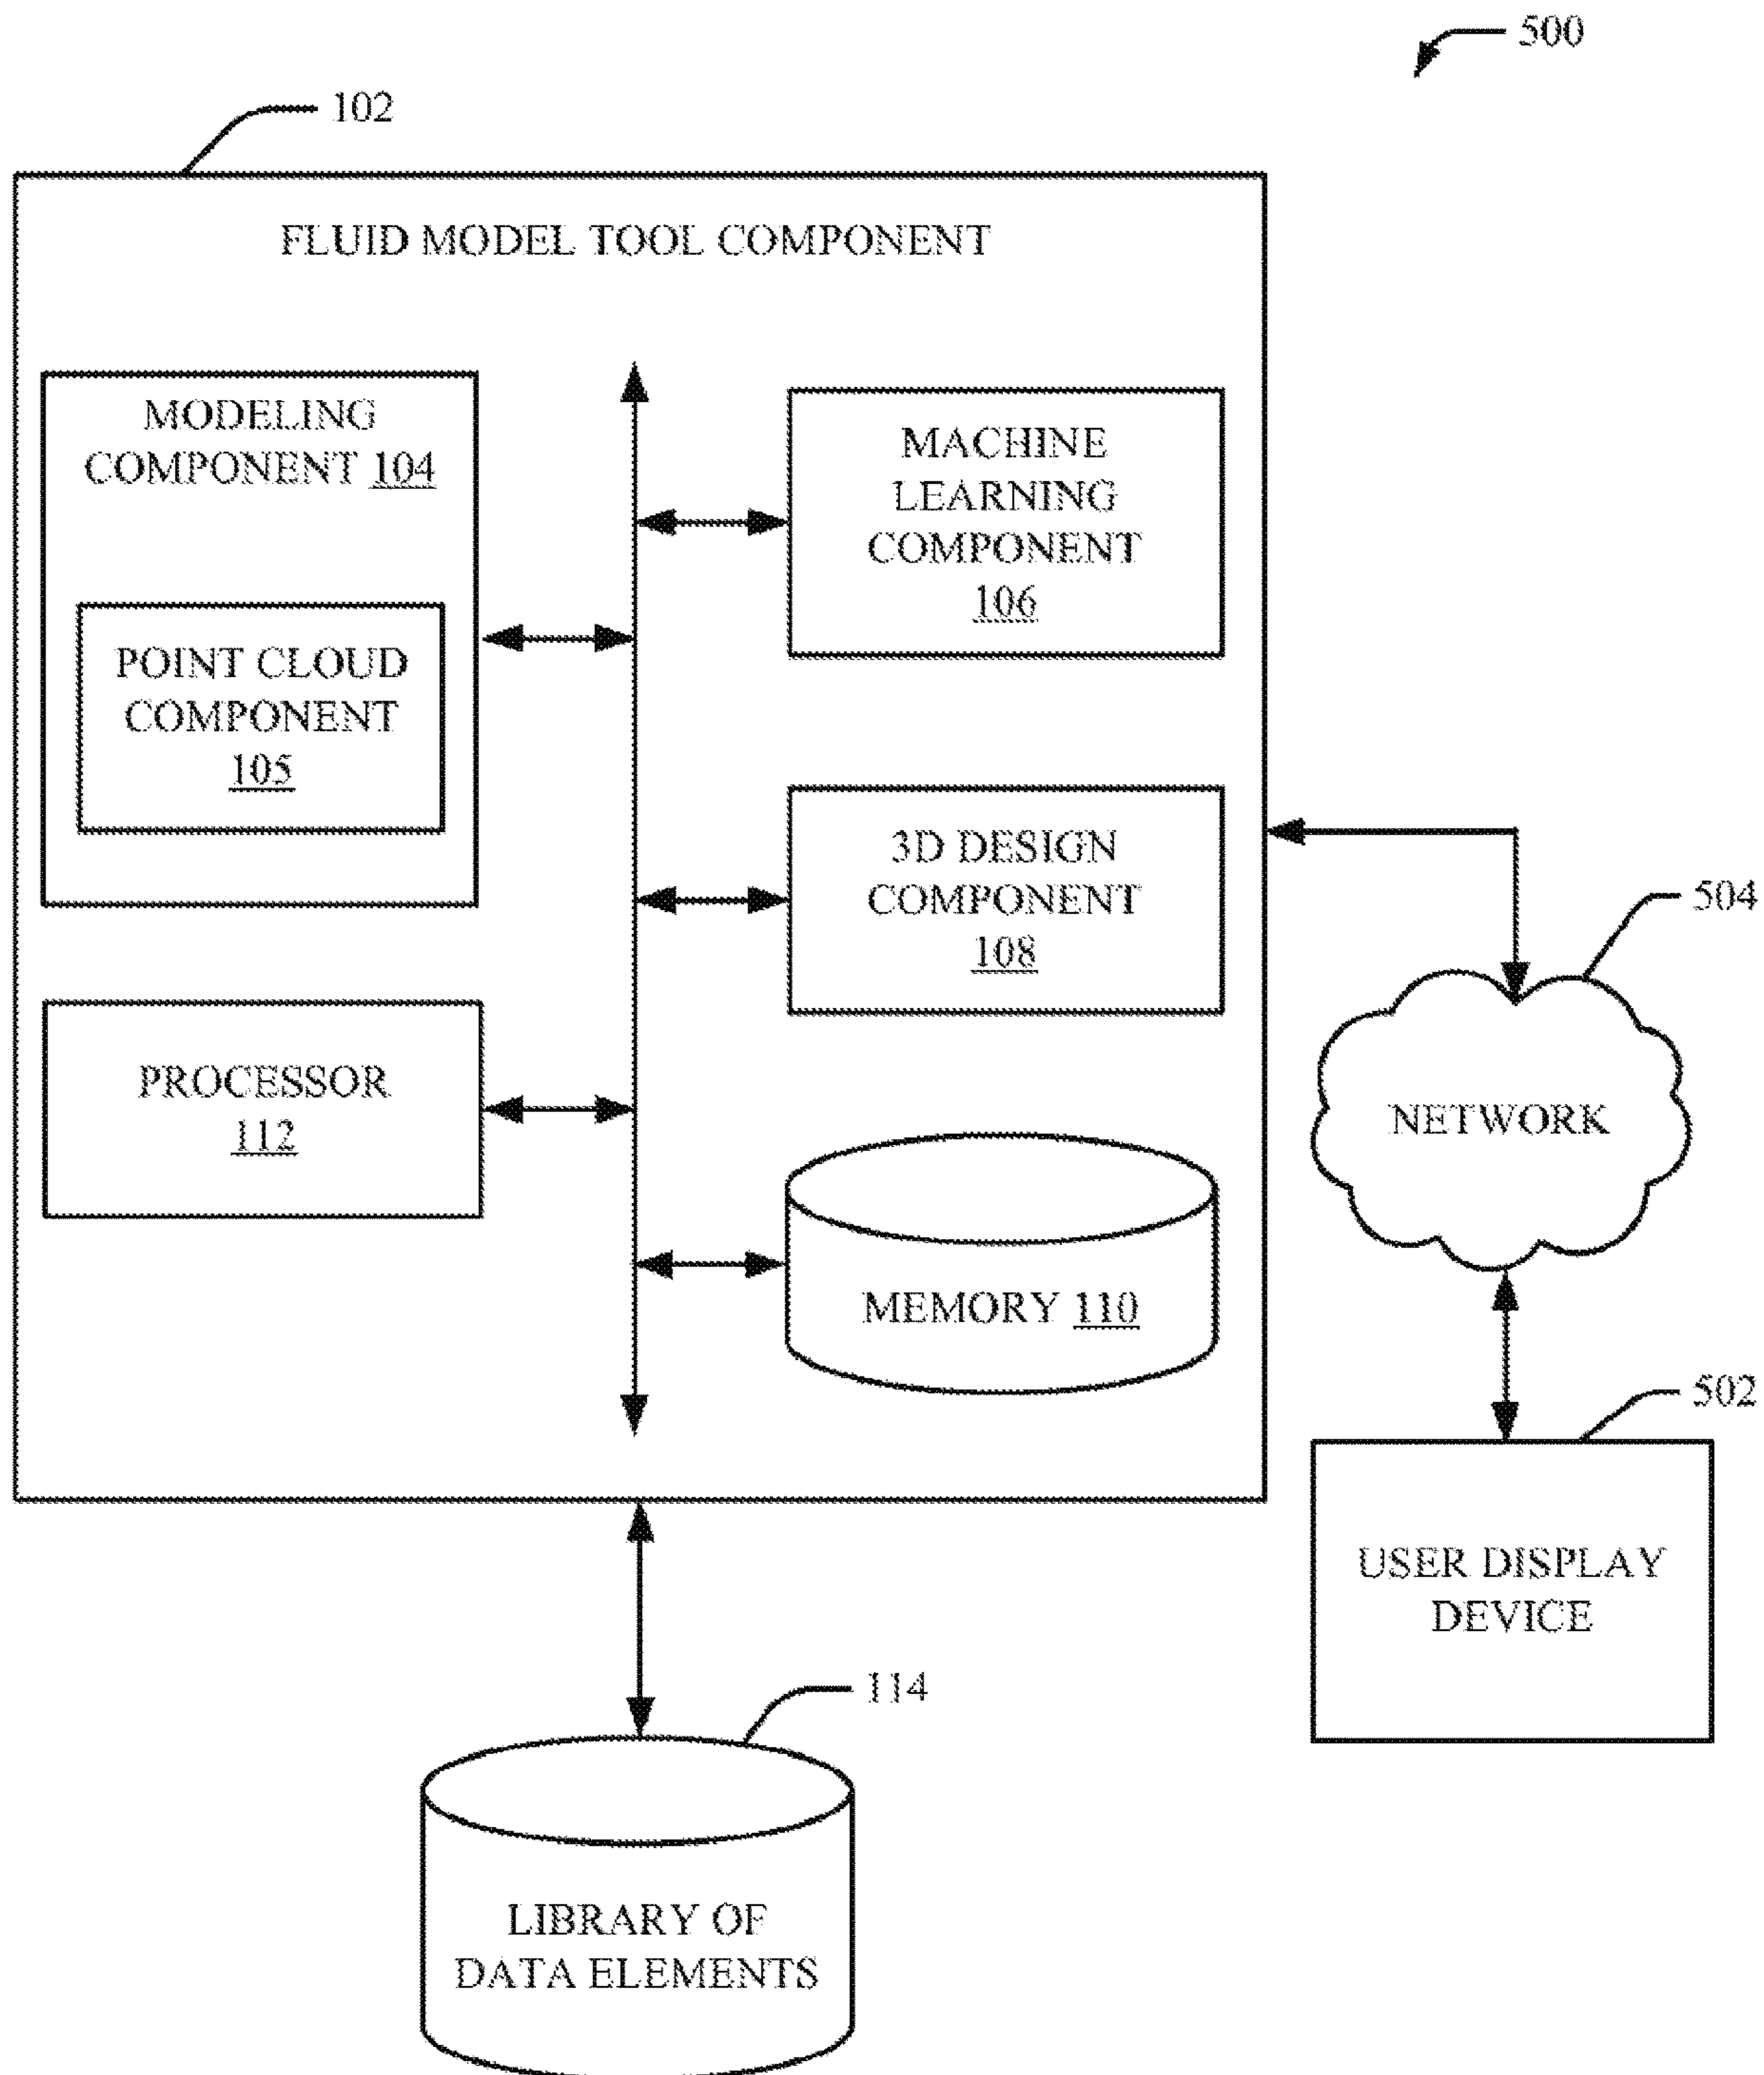 500
102
FLUID MODEL TOOL COMPONENT
MODELING
COMPONENT 104
POINT CLOUD
COMPONENT
105
MACHINE
LEARNING
COMPONENT
106
3D DESIGN
COMPONENT
108
PROCESSOR
112
MEMORY 110
504
NETWORK
502
USER DISPLAY
DEVICE
114
LIBRARY OF
DATA ELEMENTS